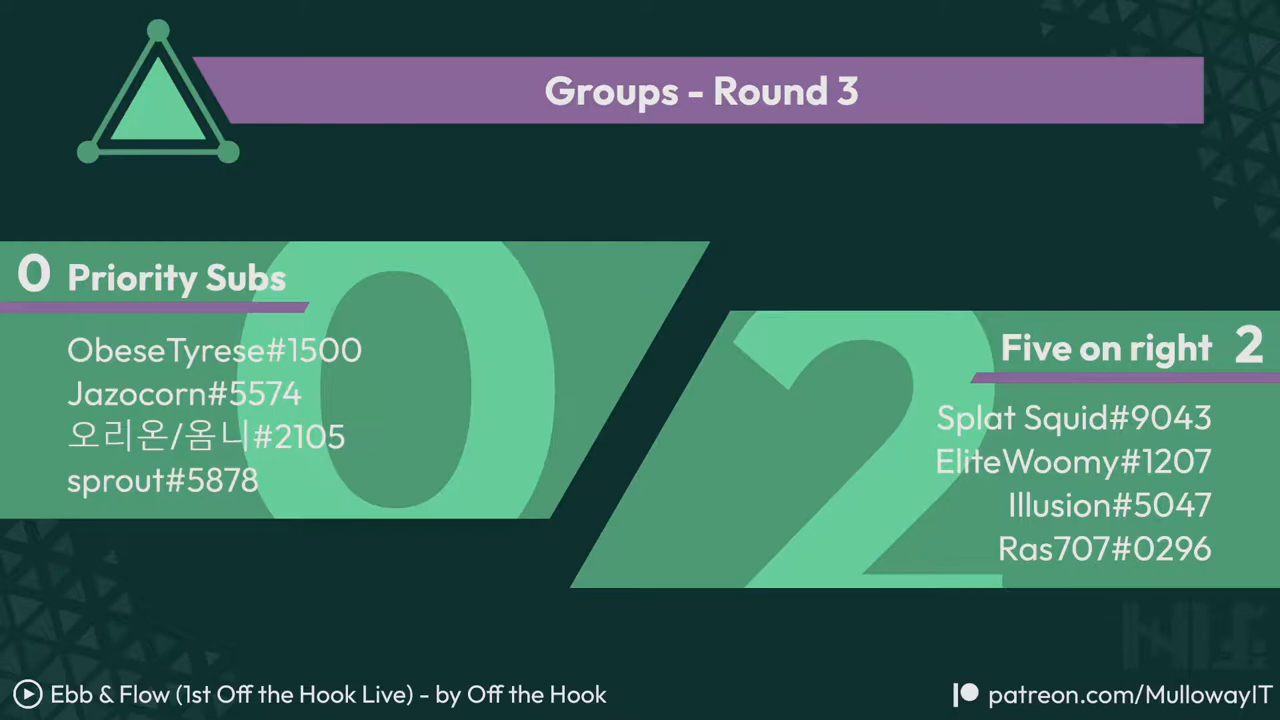 Groups - Round 3
0 Priority Subs
ObeseTyrese#1500
Jazocorn#5574
오리온/옴니#2105
sprout#5878
0
Five on right 2
Splat Squid#9043
EliteWoomy#1207
Illusion#5047
Ras707#0296
2
Ebb & Flow (1st Off the Hook Live) - by Off the Hook
patreon.com/MullowayIT